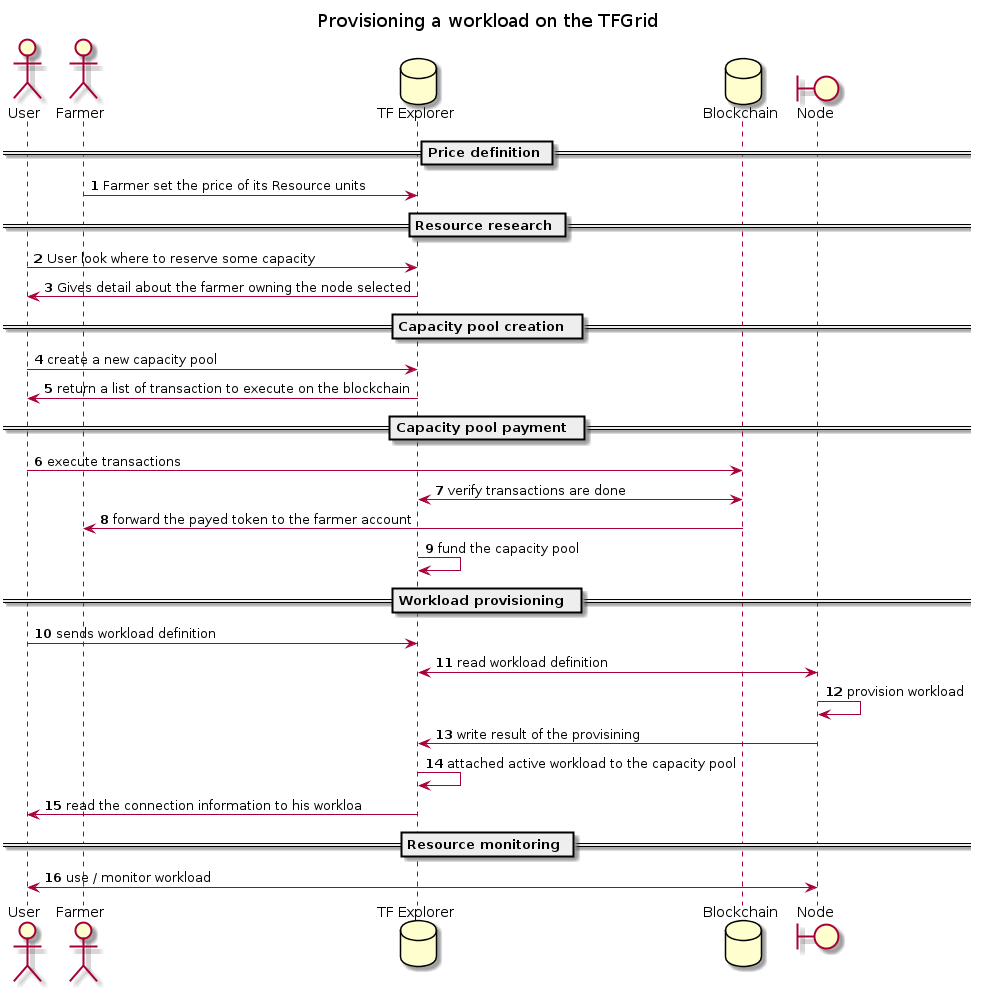 Provisioning a workload on the TFGrid
User Farmer TF Explorer Blockchain Node
Price definition
1 Farmer set the price of its Resource units
Resource research
2 User look where to reserve some capacity
3 Gives detail about the farmer owning the node selected
Capacity pool creation
4 create a new capacity pool
5 return a list of transaction to execute on the blockchain
Capacity pool payment
6 execute transactions
7 verify transactions are done
8 forward the payed token to the farmer account
9 fund the capacity pool
Workload provisioning
10 sends workload definition
11 read workload definition
12 provision workload
13 write result of the provisining
14 attached active workload to the capacity pool
15 read the connection information to his workloa
Resource monitoring
16 use / monitor workload
User Farmer TF Explorer Blockchain Node